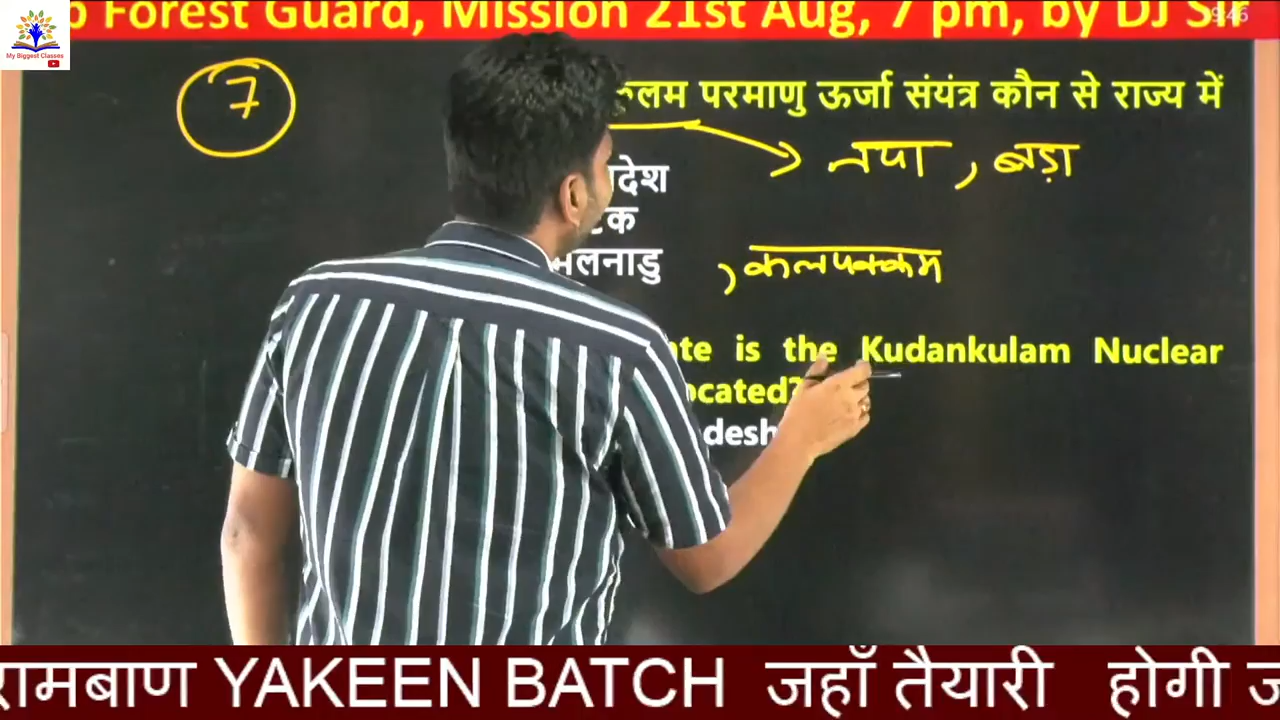 Forest Guard, Mission 21st Aug, 7 pm, by DJ Sir
My Biggest Classes
7
कुलम परमाणु ऊर्जा संयंत्र कौन से राज्य में
नया, बड़ा
देश
टक
मलनाडु , कलपक्कम
is the Kudankulam Nuclear
ocated?
desh
रामबाण YAKEEN BATCH जहाँ तैयारी होगी